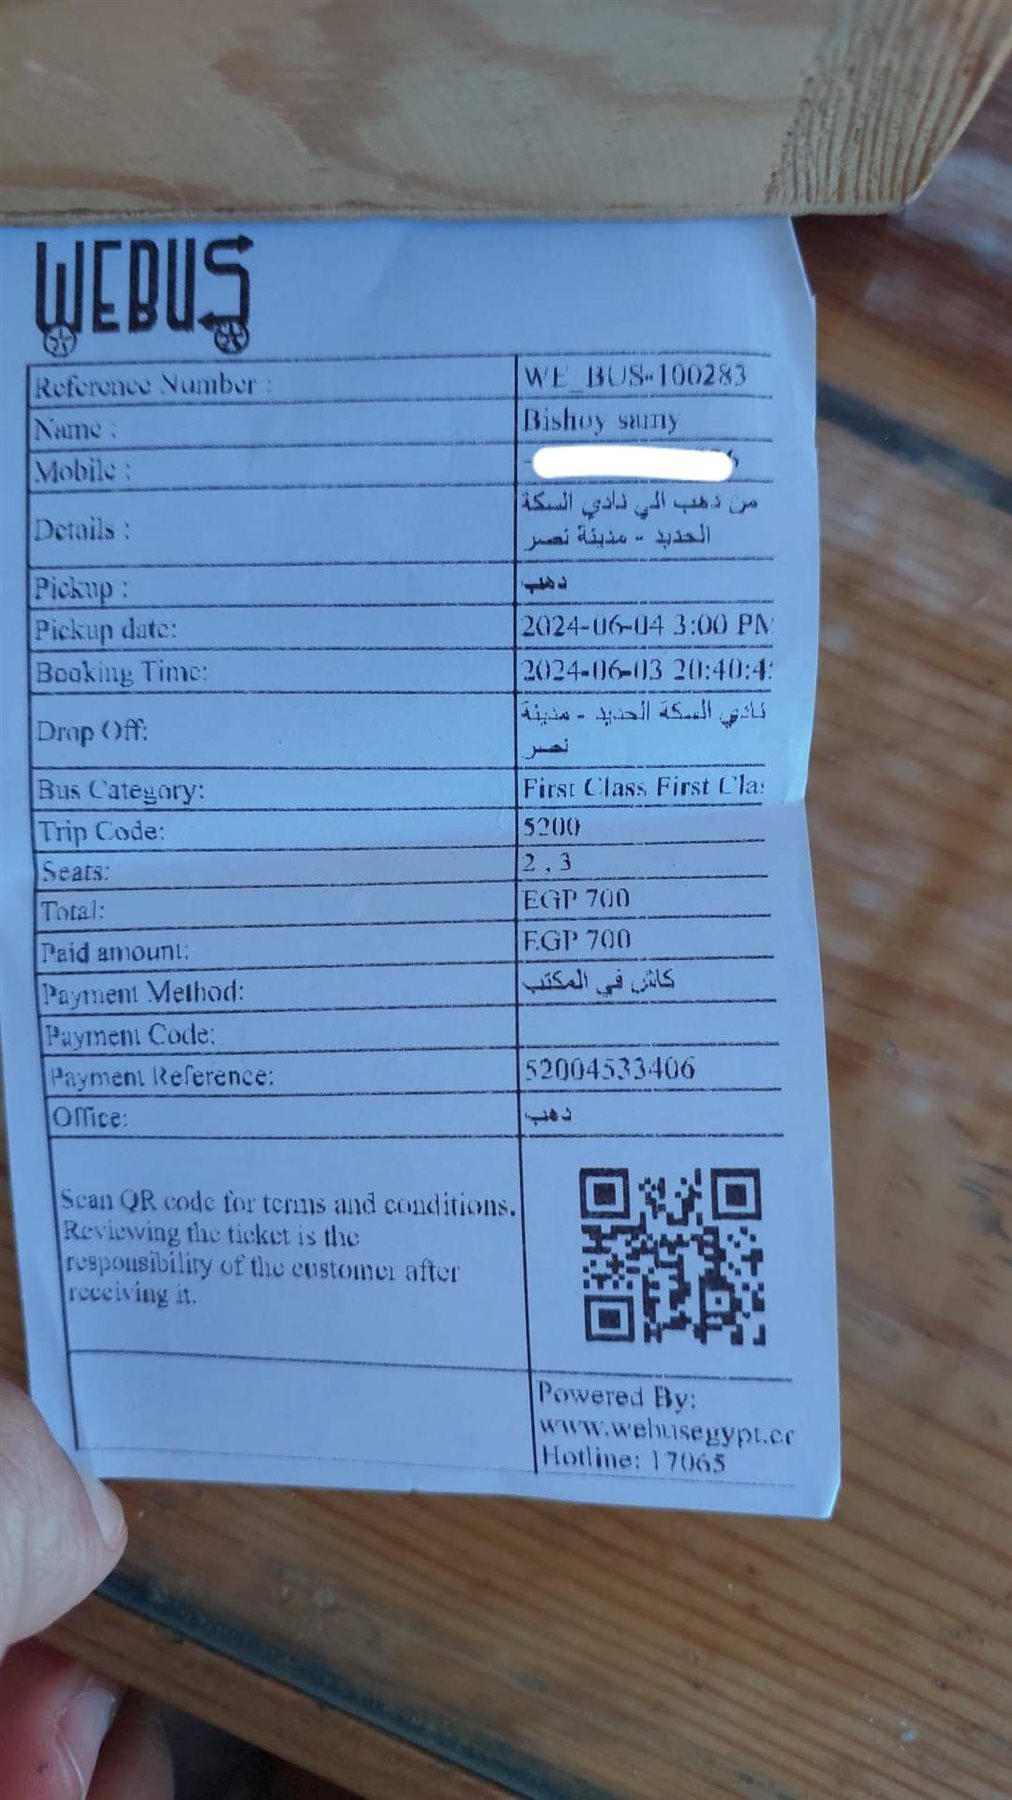 WEBUS
Reference Number : WE_BUS-100283
Name : Bishoy samy
Mobile :
Details : من دهب الي نادي السكة
الحديد - مدينة نصر
Pickup : دهب
Pickup date: 2024-06-04 3:00 PM
Booking Time: 2024-06-03 20:40:4
Drop Off: نادي السكة الحديد - مدينة
نصر
Bus Category: First Class First Clas
Trip Code: 5200
Seats: 2 , 3
Total: EGP 700
Paid amount: EGP 700
Payment Method: كاش في المكتب
Payment Code:
Payment Reference: 52004533406
Office: دهب
Scan QR code for terms and conditions.
Reviewing the ticket is the
responsibility of the customer after
receiving it.
Powered By:
www.webusegypt.co
Hotline: 17065